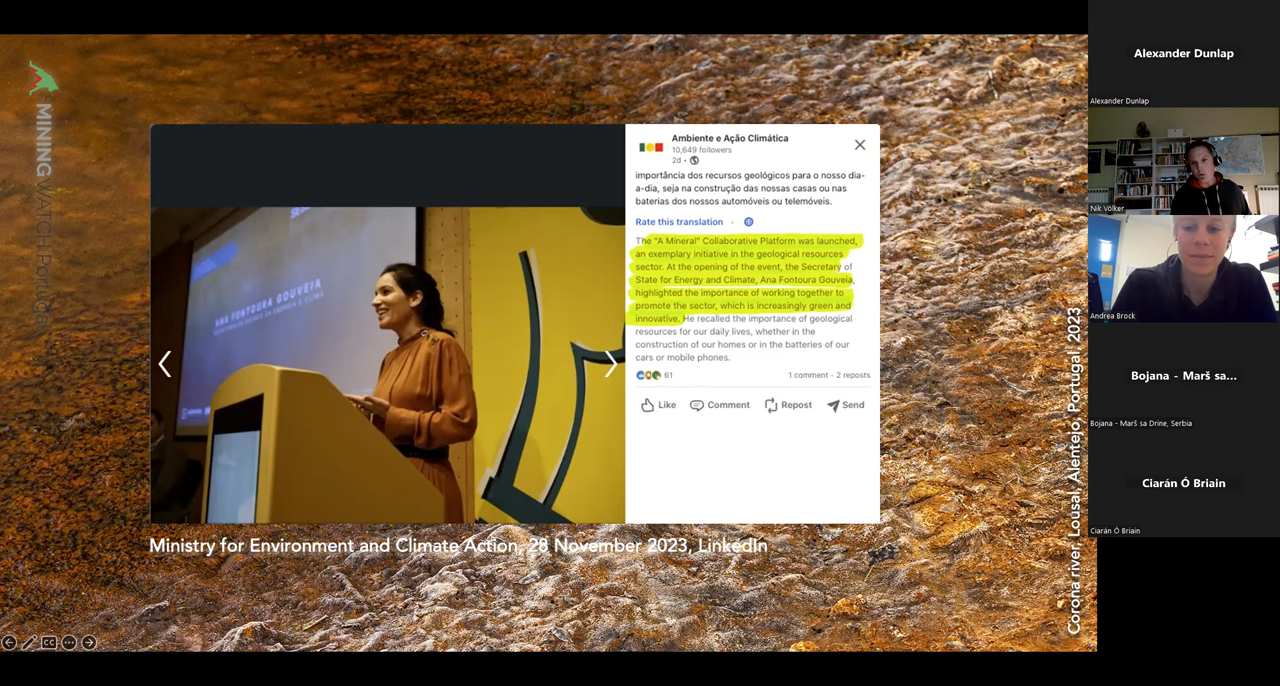 MININGWATCH Portugal
ANA FONTOURA GOUVEIA
Ambiente e Ação Climática
10,649 followers
2d •
importância dos recursos geológicos para o nosso dia-
a-dia, seja na construção das nossas casas ou nas
baterias dos nossos automóveis ou telemóveis.
Rate this translation ·
The "A Mineral" Collaborative Platform was launched,
an exemplary initiative in the geological resources
sector. At the opening of the event, the Secretary of
State for Energy and Climate, Ana Fontoura Gouveia,
highlighted the importance of working together to
promote the sector, which is increasingly green and
innovative. He recalled the importance of geological
resources for our daily lives, whether in the
construction of our homes or in the batteries of our
cars or mobile phones.
61
1 comment · 2 reposts
Like Comment Repost Send
Ministry for Environment and Climate Action, 28 November 2023, LinkedIn
Corona river, Lousal, Alentejo, Portugal, 2023
CC
Alexander Dunlap
Alexander Dunlap
Nik Völker
Andrea Brock
Bojana - Marš sa...
Bojana - Marš sa Drine, Serbia
Ciarán Ó Briain
Ciarán Ó Briain